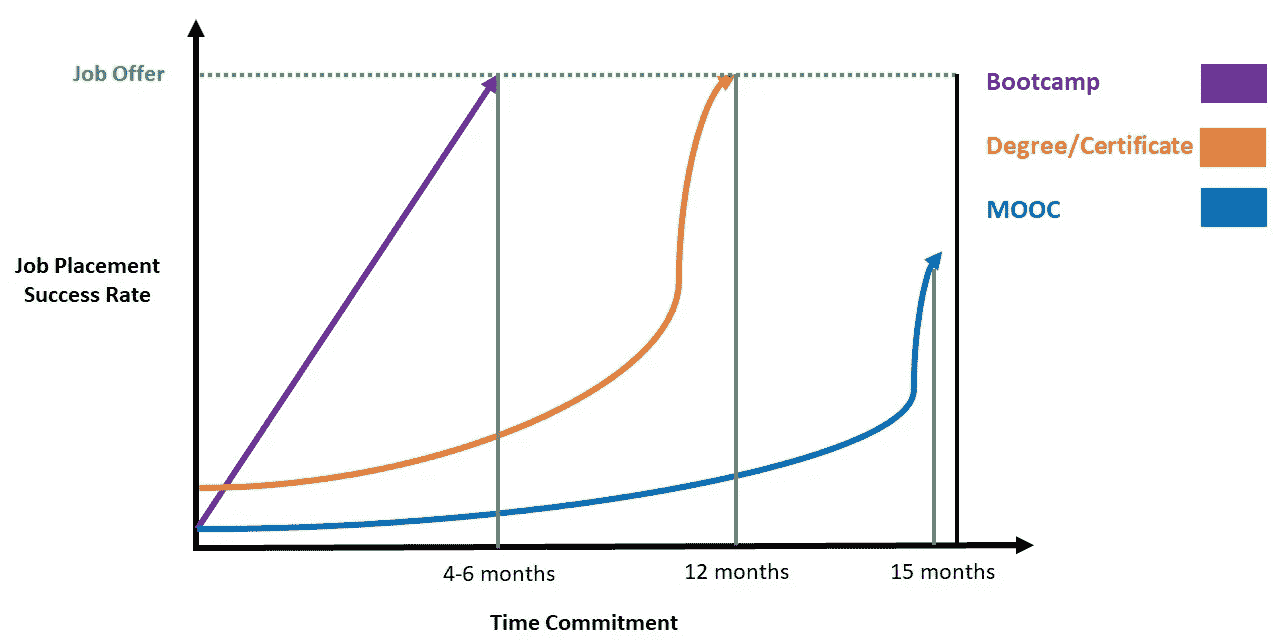 Job Offer
Bootcamp
Degree/Certificate
MOOC
Job Placement
Success Rate
4-6 months
12 months
15 months
Time Commitment